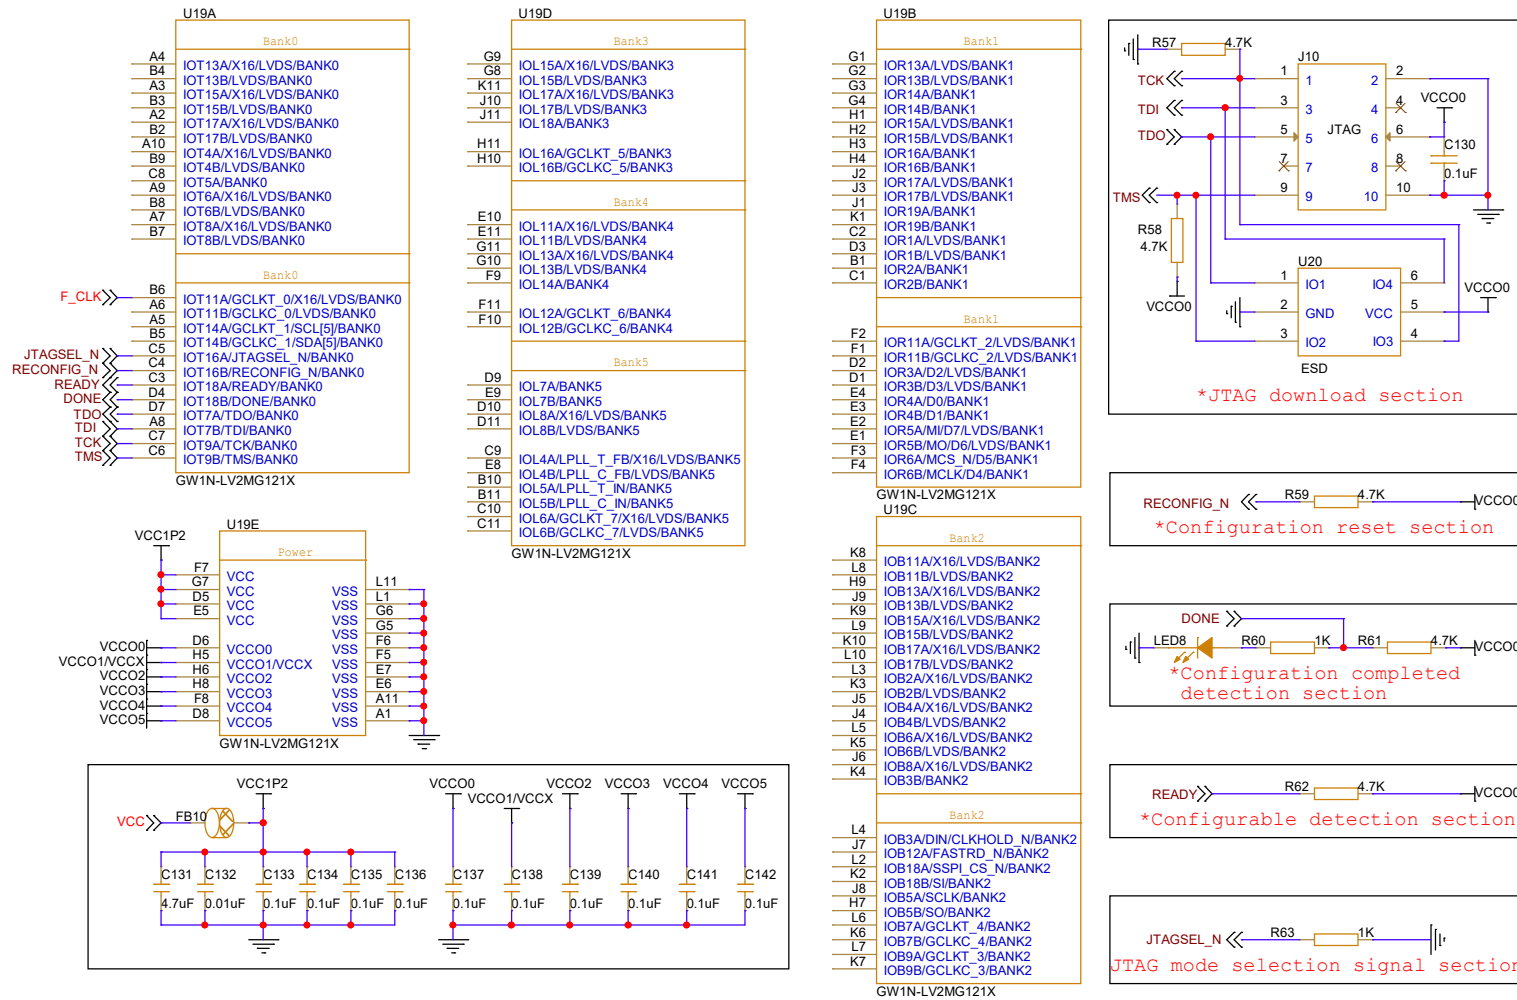 U19A
Bank0
A4 IOT13A/X16/LVDS/BANK0
B4 IOT13B/LVDS/BANK0
A3 IOT15A/X16/LVDS/BANK0
B3 IOT15B/LVDS/BANK0
A2 IOT17A/X16/LVDS/BANK0
B2 IOT17B/LVDS/BANK0
A10 IOT4A/X16/LVDS/BANK0
B9 IOT4B/LVDS/BANK0
C8 IOT5A/BANK0
A9 IOT6A/X16/LVDS/BANK0
B8 IOT6B/LVDS/BANK0
A7 IOT8A/X16/LVDS/BANK0
B7 IOT8B/LVDS/BANK0
Bank0
F_CLK B6 IOT11A/GCLKT_0/X16/LVDS/BANK0
A6 IOT11B/GCLKC_0/LVDS/BANK0
A5 IOT14A/GCLKT_1/SCL[5]/BANK0
B5 IOT14B/GCLKC_1/SDA[5]/BANK0
JTAGSEL_N C5 IOT16A/JTAGSEL_N/BANK0
RECONFIG_N C4 IOT16B/RECONFIG_N/BANK0
READY C3 IOT18A/READY/BANK0
DONE D4 IOT18B/DONE/BANK0
TDO D7 IOT7A/TDO/BANK0
TDI A8 IOT7B/TDI/BANK0
TCK C7 IOT9A/TCK/BANK0
TMS C6 IOT9B/TMS/BANK0
GW1N-LV2MG121X
U19D
Bank3
G9 IOL15A/X16/LVDS/BANK3
G8 IOL15B/LVDS/BANK3
K11 IOL17A/X16/LVDS/BANK3
J10 IOL17B/LVDS/BANK3
J11 IOL18A/BANK3
H11 IOL16A/GCLKT_5/BANK3
H10 IOL16B/GCLKC_5/BANK3
Bank4
E10 IOL11A/X16/LVDS/BANK4
E11 IOL11B/LVDS/BANK4
G11 IOL13A/X16/LVDS/BANK4
G10 IOL13B/LVDS/BANK4
F9 IOL14A/BANK4
F11 IOL12A/GCLKT_6/BANK4
F10 IOL12B/GCLKC_6/BANK4
Bank5
D9 IOL7A/BANK5
E9 IOL7B/BANK5
D10 IOL8A/X16/LVDS/BANK5
D11 IOL8B/LVDS/BANK5
C9 IOL4A/LPLL_T_FB/X16/LVDS/BANK5
E8 IOL4B/LPLL_C_FB/LVDS/BANK5
B10 IOL5A/LPLL_T_IN/BANK5
B11 IOL5B/LPLL_C_IN/BANK5
C10 IOL6A/GCLKT_7/X16/LVDS/BANK5
C11 IOL6B/GCLKC_7/LVDS/BANK5
GW1N-LV2MG121X
U19B
Bank1
G1 IOR13A/LVDS/BANK1
G2 IOR13B/LVDS/BANK1
G3 IOR14A/BANK1
G4 IOR14B/BANK1
H1 IOR15A/LVDS/BANK1
H2 IOR15B/LVDS/BANK1
H3 IOR16A/BANK1
H4 IOR16B/BANK1
J2 IOR17A/LVDS/BANK1
J3 IOR17B/LVDS/BANK1
J1 IOR19A/BANK1
K1 IOR19B/BANK1
C2 IOR1A/LVDS/BANK1
D3 IOR1B/LVDS/BANK1
B1 IOR2A/BANK1
C1 IOR2B/BANK1
Bank1
F2 IOR11A/GCLKT_2/LVDS/BANK1
F1 IOR11B/GCLKC_2/LVDS/BANK1
D2 IOR3A/D2/LVDS/BANK1
D1 IOR3B/D3/LVDS/BANK1
E4 IOR4A/D0/BANK1
E3 IOR4B/D1/BANK1
E2 IOR5A/MI/D7/LVDS/BANK1
E1 IOR5B/MO/D6/LVDS/BANK1
F3 IOR6A/MCS_N/D5/BANK1
F4 IOR6B/MCLK/D4/BANK1
GW1N-LV2MG121X
U19C
Bank2
K8 IOB11A/X16/LVDS/BANK2
L8 IOB11B/LVDS/BANK2
H9 IOB13A/X16/LVDS/BANK2
J9 IOB13B/LVDS/BANK2
K9 IOB15A/X16/LVDS/BANK2
L9 IOB15B/LVDS/BANK2
K10 IOB17A/X16/LVDS/BANK2
L10 IOB17B/LVDS/BANK2
L3 IOB2A/X16/LVDS/BANK2
K3 IOB2B/LVDS/BANK2
J5 IOB4A/X16/LVDS/BANK2
J4 IOB4B/LVDS/BANK2
L5 IOB6A/X16/LVDS/BANK2
K5 IOB6B/LVDS/BANK2
J6 IOB8A/X16/LVDS/BANK2
K4 IOB3B/BANK2
Bank2
L4 IOB3A/DIN/CLKHOLD_N/BANK2
J7 IOB12A/FASTRD_N/BANK2
L2 IOB18A/SSPI_CS_N/BANK2
K2 IOB18B/SI/BANK2
J8 IOB5A/SCLK/BANK2
H7 IOB5B/SO/BANK2
L6 IOB7A/GCLKT_4/BANK2
K6 IOB7B/GCLKC_4/BANK2
L7 IOB9A/GCLKT_3/BANK2
K7 IOB9B/GCLKC_3/BANK2
GW1N-LV2MG121X
U19E
VCC1P2
Power
F7 VCC
G7 VCC VSS L11
D5 VCC VSS L1
E5 VCC VSS G6
VSS G5
VCCO0 D6 VCCO0 VSS F6
VCCO1/VCCX H5 VCCO1/VCCX VSS F5
VCCO2 H6 VCCO2 VSS E7
VCCO3 H8 VCCO3 VSS E6
VCCO4 F8 VCCO4 VSS A11
VCCO5 D8 VCCO5 VSS A1
GW1N-LV2MG121X
VCC1P2 VCCO0 VCCO1/VCCX VCCO2 VCCO3 VCCO4 VCCO5
VCC FB10
C131 C132 C133 C134 C135 C136 C137 C138 C139 C140 C141 C142
4.7uF 0.01uF 0.1uF 0.1uF 0.1uF 0.1uF 0.1uF 0.1uF 0.1uF 0.1uF 0.1uF 0.1uF
R57 4.7K
J10
TCK 1 1 2 2
TDI 3 3 4 4 VCCO0
TDO 5 5 JTAG 6 6
C130
7 7 8 8 0.1uF
TMS 9 9 10 10
R58
4.7K
VCCO0
U20
1 IO1 IO4 6
2 GND VCC 5 VCCO0
3 IO2 IO3 4
ESD
*JTAG download section
RECONFIG_N R59 4.7K VCCO0
*Configuration reset section
DONE
LED8 R60 1K R61 4.7K VCCO0
*Configuration completed
detection section
READY R62 4.7K VCCO0
*Configurable detection section
JTAGSEL_N R63 1K
JTAG mode selection signal section